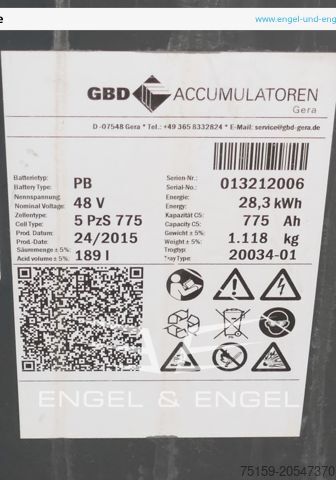 e
www.engel-und-eng
GBD ACCUMULATOREN
Gera
D -07548 Gera * Tel.: +49 365 8332824 * E-Mail: service@gbd-gera.de
Batterietyp:
Battery Type: PB
Serien-Nr.:
Serial-No.: 013212006
Nennspannung:
Nominal Voltage: 48 V
Energie:
Energy: 28,3 kWh
Zellentyp:
Cell Type: 5 PzS 775
Kapazität C5:
Capacity C5: 775 Ah
Prod. Datum:
Prod.-Date: 24/2015
Gewicht ± 5%:
Weight ± 5%: 1.118 kg
Säuremenge ± 5%:
Acid volume ± 5%: 189 l
Trogtyp:
Tray Type: 20034-01
ENGEL & ENGEL
75159-20547370